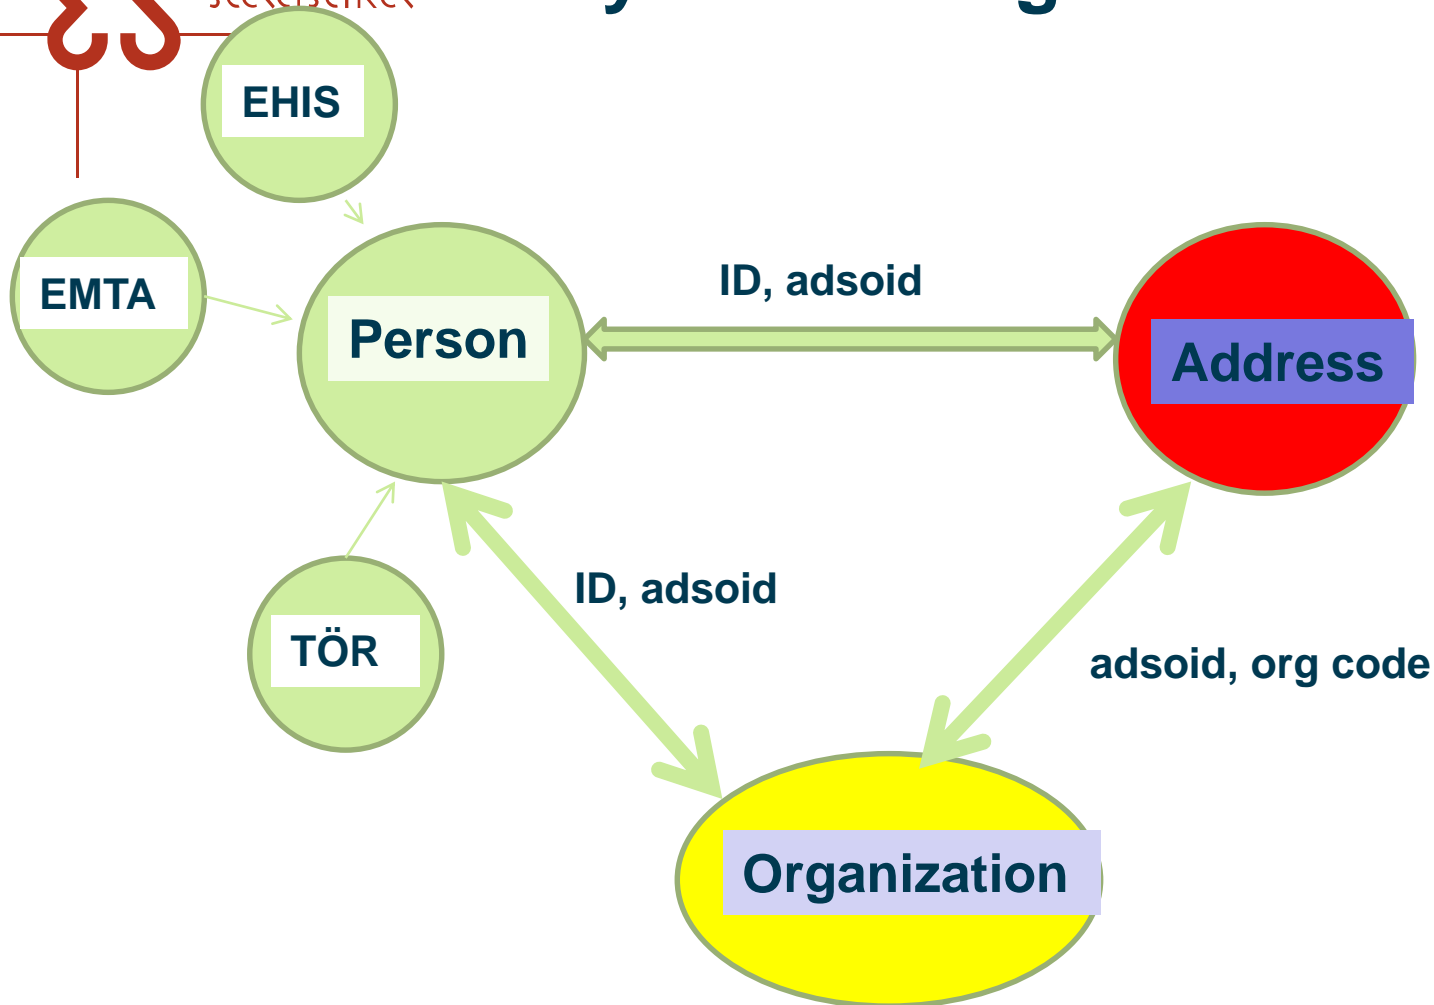 EHIS
EMTA
ID, adsoid
Person
Address
ID, adsoid
TÖR
adsoid, org code
Organization